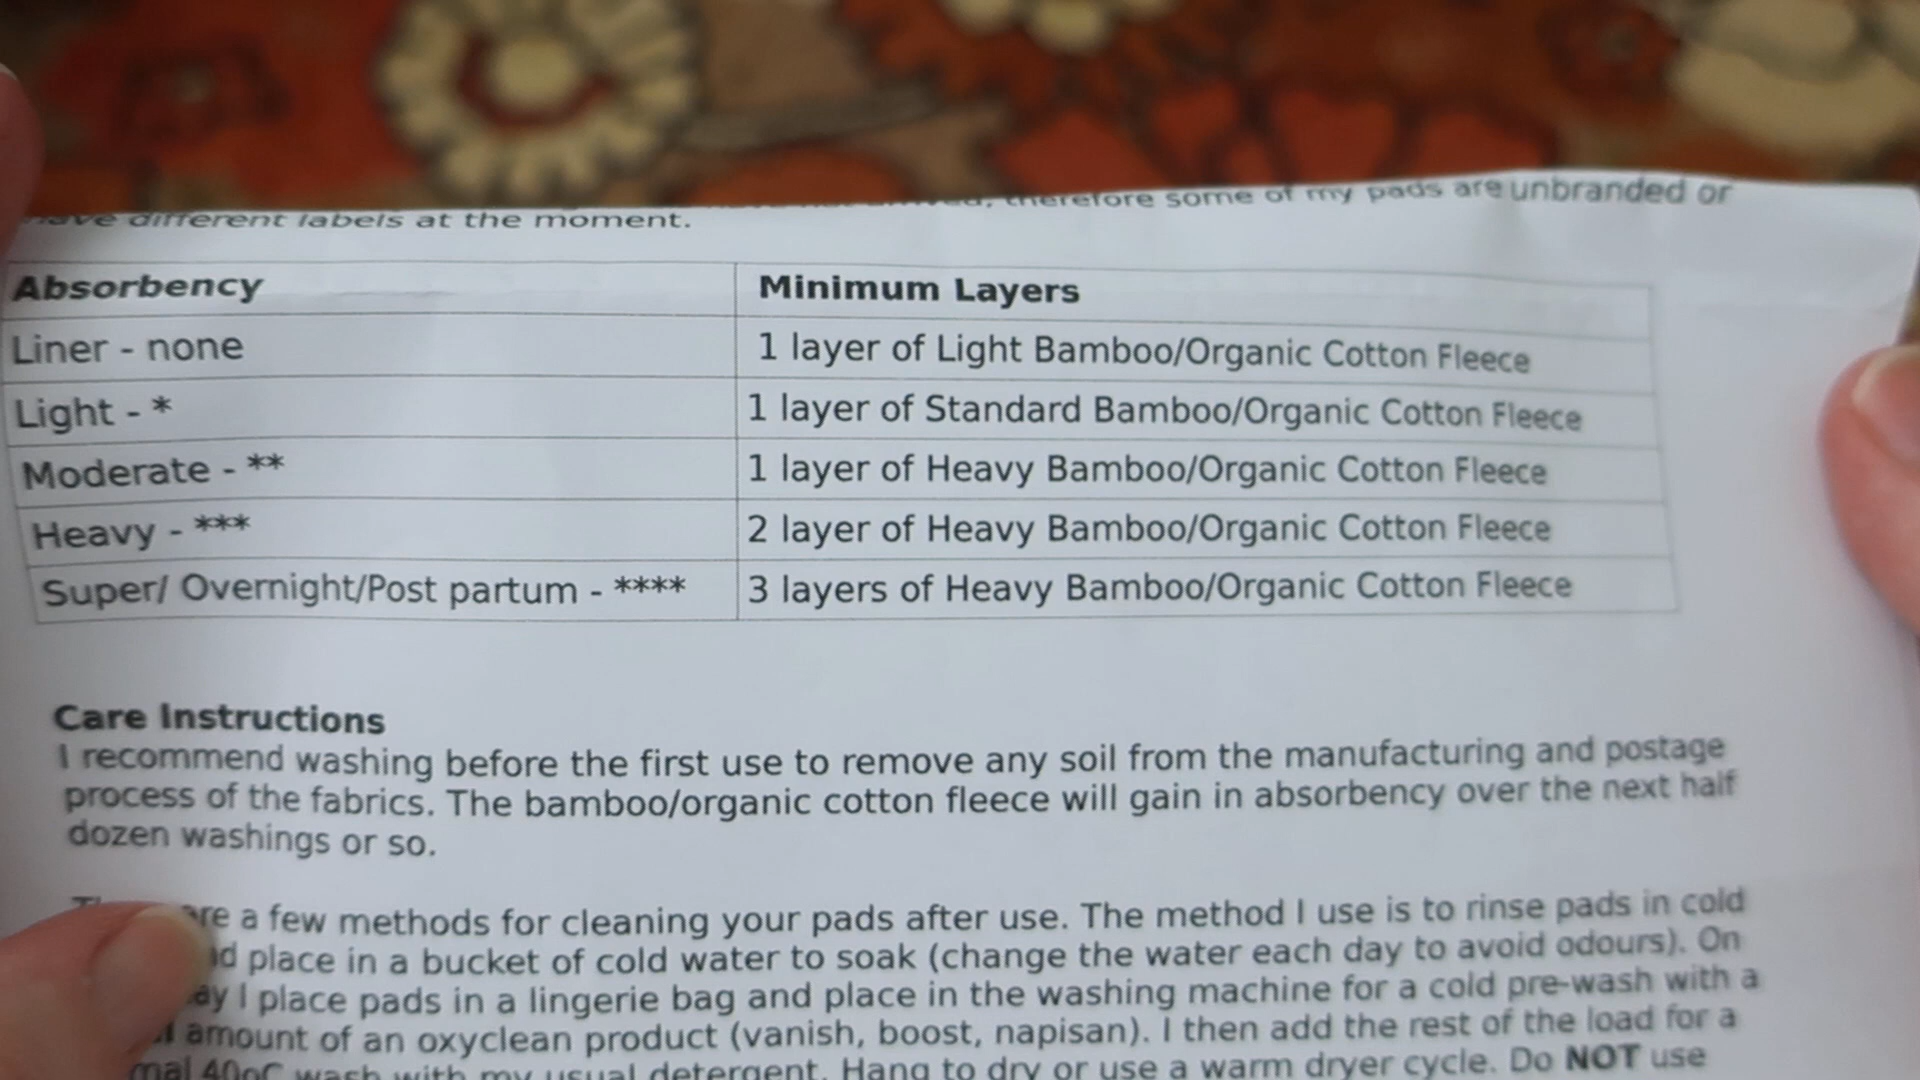 therefore some of my pads are unbranded or
have different labels at the moment.
Absorbency Minimum Layers
Liner - none 1 layer of Light Bamboo/Organic Cotton Fleece
Light - * 1 layer of Standard Bamboo/Organic Cotton Fleece
Moderate - ** 1 layer of Heavy Bamboo/Organic Cotton Fleece
Heavy - *** 2 layer of Heavy Bamboo/Organic Cotton Fleece
Super/ Overnight/Post partum - **** 3 layers of Heavy Bamboo/Organic Cotton Fleece
Care Instructions
I recommend washing before the first use to remove any soil from the manufacturing and postage
process of the fabrics. The bamboo/organic cotton fleece will gain in absorbency over the next half
dozen washings or so.
a few methods for cleaning your pads after use. The method I use is to rinse pads in cold
place in a bucket of cold water to soak (change the water each day to avoid odours). On
I place pads in a lingerie bag and place in the washing machine for a cold pre-wash with a
amount of an oxyclean product (vanish, boost, napisan). I then add the rest of the load for a
40oC wash with my usual detergent. Hang to dry or use a warm dryer cycle. Do NOT use